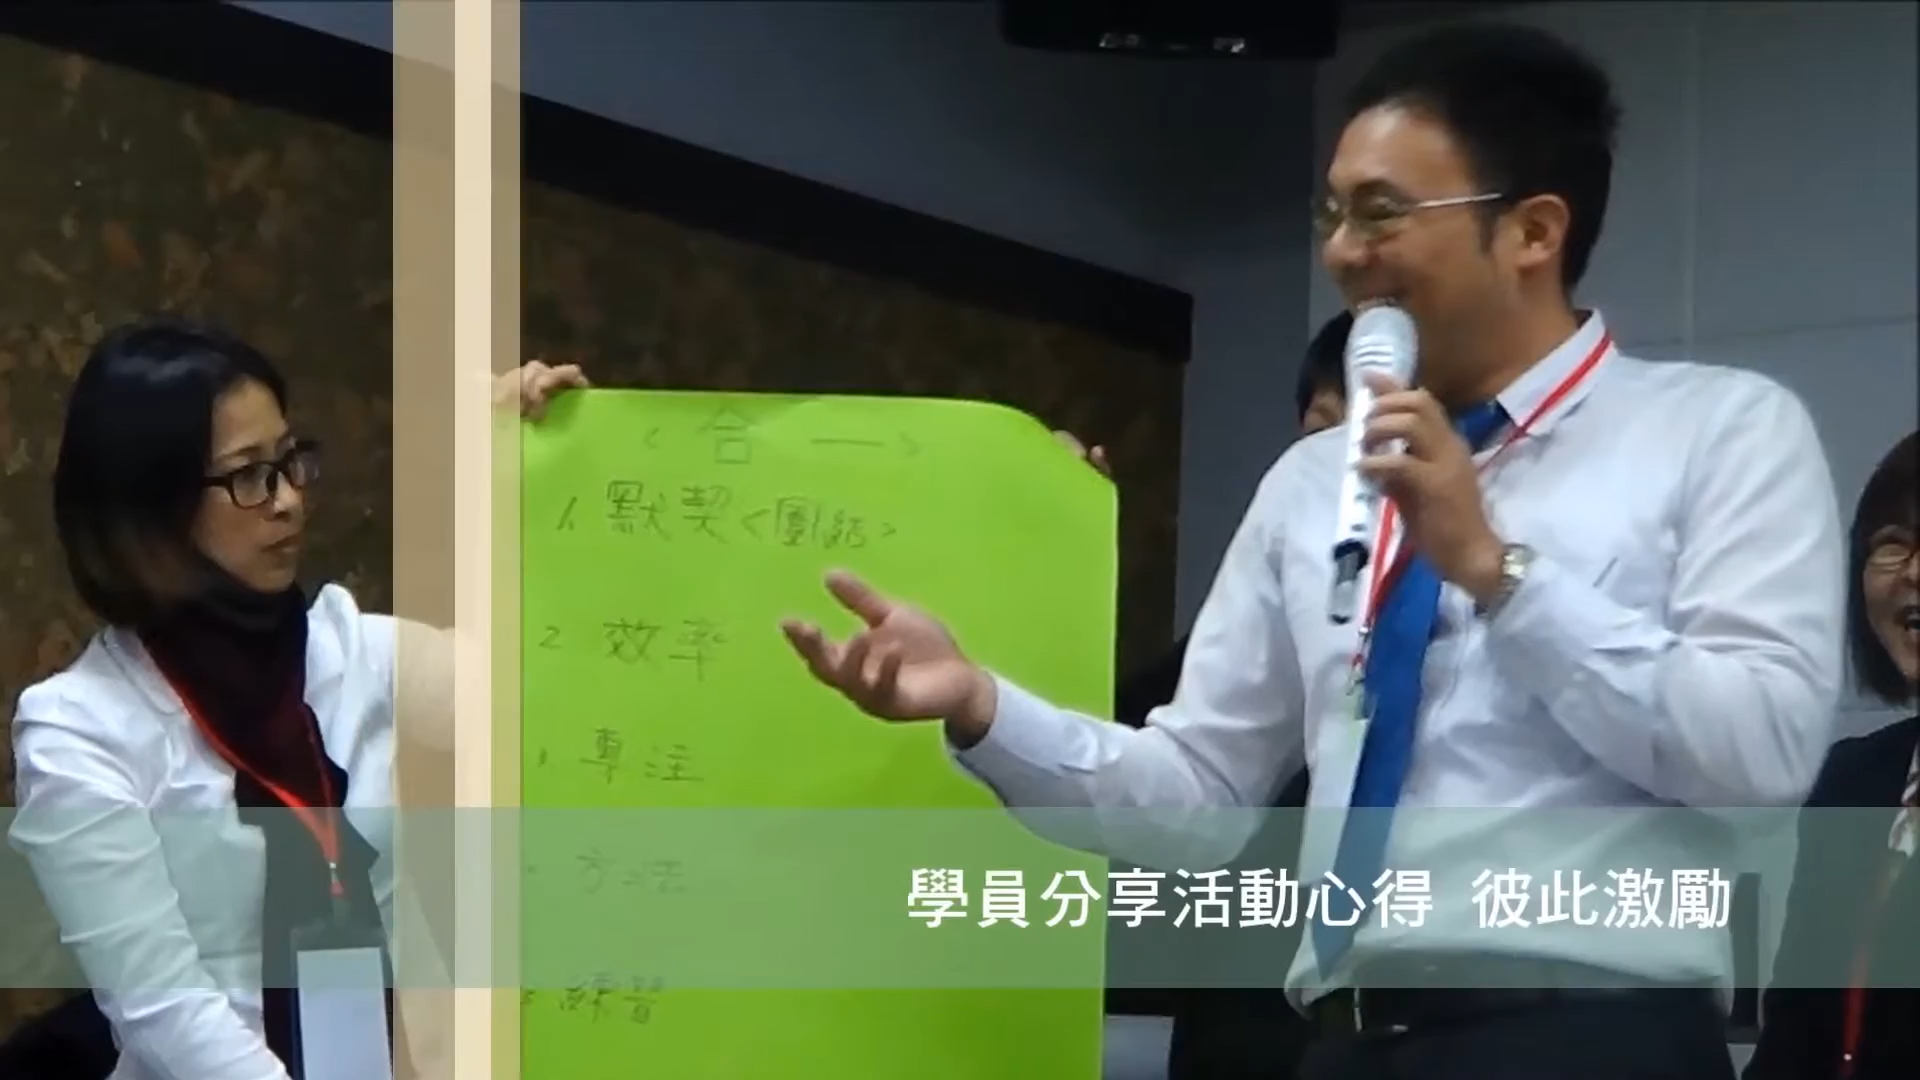 <合一>
1. 默契<團結>
2 效率
專注
方法
練習
學員分享活動心得 彼此激勵